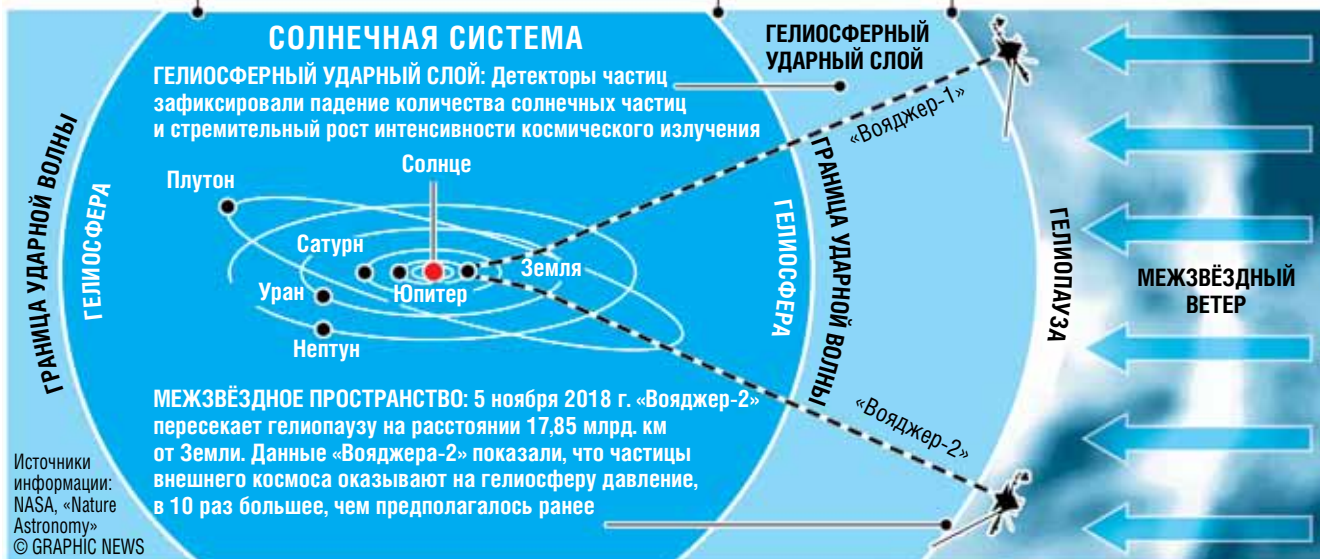 СОЛНЕЧНАЯ СИСТЕМА
ГЕЛИОСФЕРНЫЙ УДАРНЫЙ СЛОЙ: Детекторы частиц
зафиксировали падение количества солнечных частиц
и стремительный рост интенсивности космического излучения
ГЕЛИОСФЕРНЫЙ
УДАРНЫЙ СЛОЙ
«Вояджер-1»
ГРАНИЦА УДАРНОЙ ВОЛНЫ
ГЕЛИОСФЕРА
Плутон
Солнце
Сатурн
Земля
Уран
Юпитер
Нептун
ГЕЛИОСФЕРА
ГРАНИЦА УДАРНОЙ ВОЛНЫ
ГЕЛИОПАУЗА
МЕЖЗВЁЗДНЫЙ
ВЕТЕР
«Вояджер-2»
МЕЖЗВЁЗДНОЕ ПРОСТРАНСТВО: 5 ноября 2018 г. «Вояджер-2»
пересекает гелиопаузу на расстоянии 17,85 млрд. км
от Земли. Данные «Вояджера-2» показали, что частицы
внешнего космоса оказывают на гелиосферу давление,
в 10 раз большее, чем предполагалось ранее
Источники
информации:
NASA, «Nature
Astronomy»
© GRAPHIC NEWS